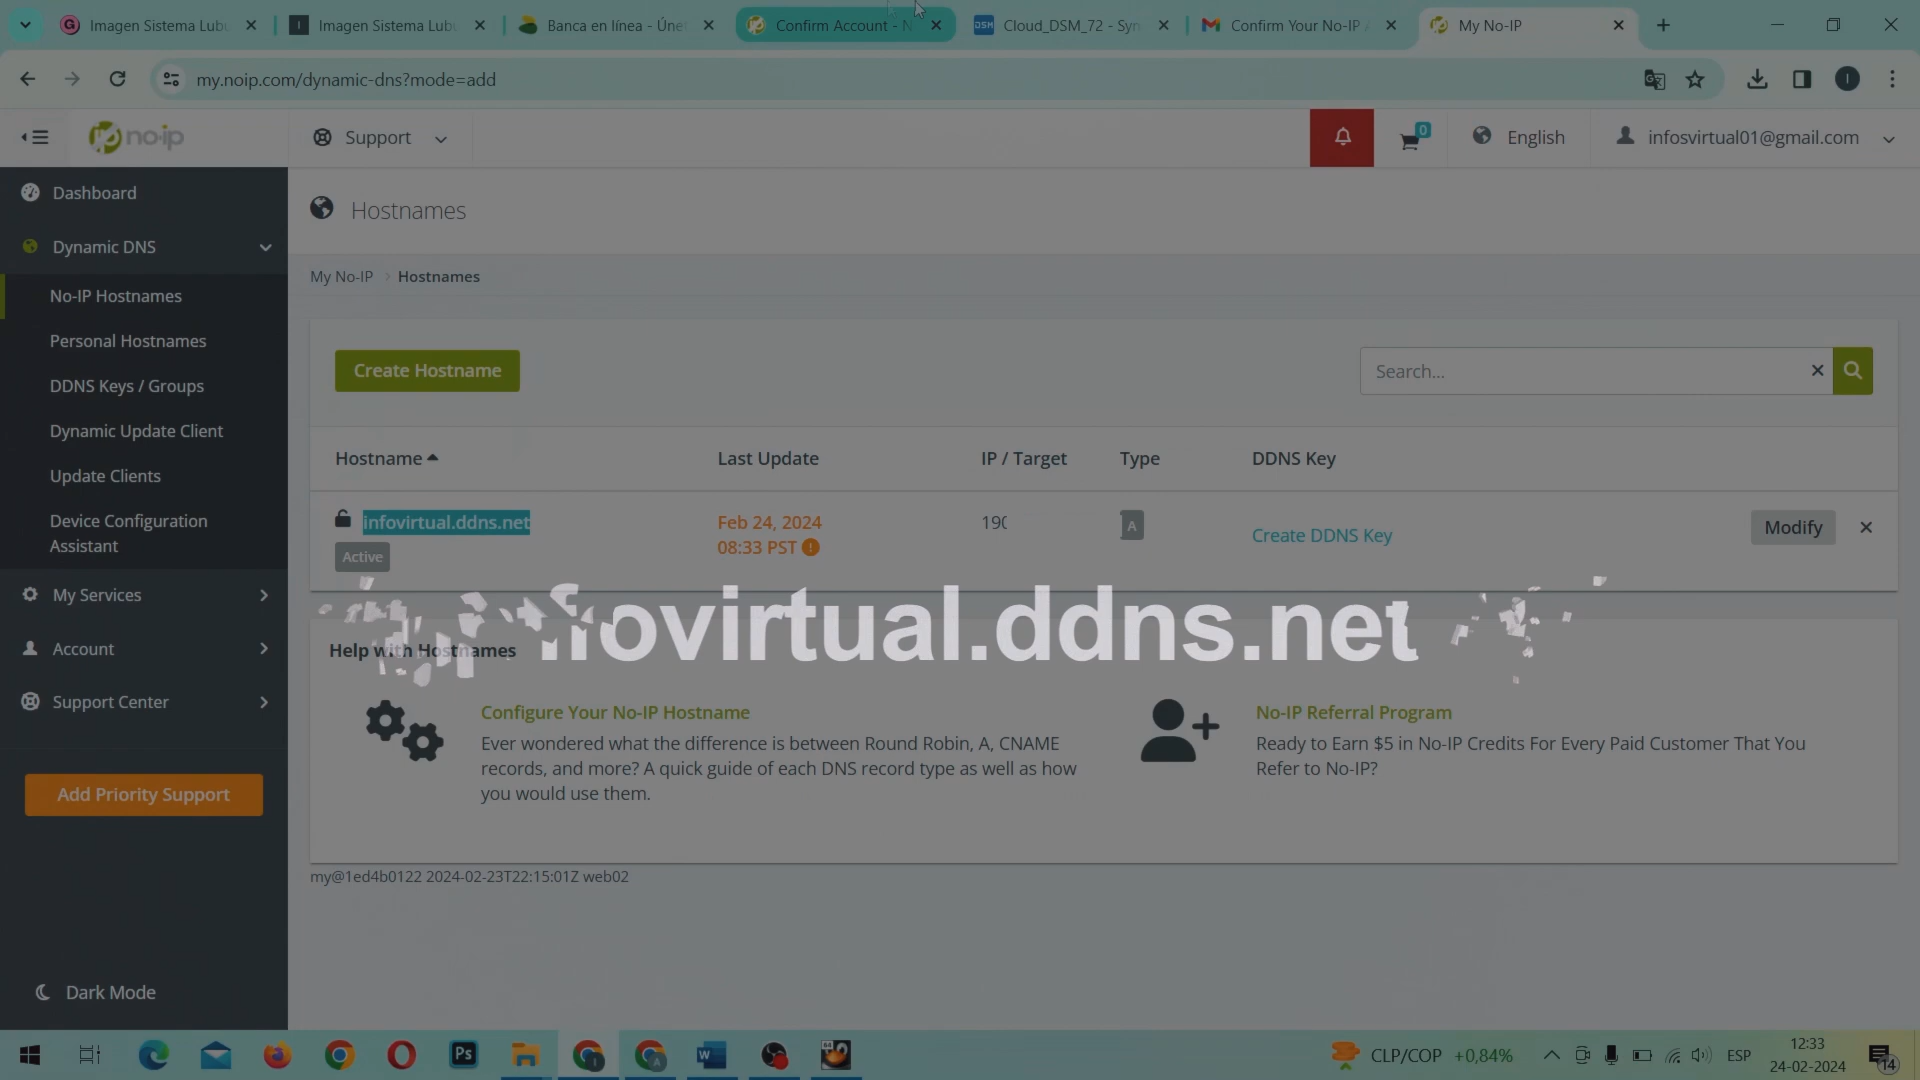 Imagen Sistema Lub
Imagen Sistema Lub
Banca en línea - Úne
Confirm Account - N
Cloud_DSM_72 - Syn
Confirm Your No-IP A
My No-IP
my.noip.com/dynamic-dns?mode=add
no-ip
Support
0
English
infosvirtual01@gmail.com
Dashboard
Hostnames
Dynamic DNS
My No-IP > Hostnames
No-IP Hostnames
Personal Hostnames
DDNS Keys / Groups
Dynamic Update Client
Update Clients
Device Configuration
Assistant
My Services
Account
Support Center
Add Priority Support
Dark Mode
Create Hostname
Search...
Hostname
Last Update
IP / Target
Type
DDNS Key
infovirtual.ddns.net
Active
Feb 24, 2024
08:33 PST
190
A
Create DDNS Key
Modify
fovirtual.ddns.net
Help with Hostnames
Configure Your No-IP Hostname
Ever wondered what the difference is between Round Robin, A, CNAME
records, and more? A quick guide of each DNS record type as well as how
you would use them.
No-IP Referral Program
Ready to Earn $5 in No-IP Credits For Every Paid Customer That You
Refer to No-IP?
my@1ed4b0122 2024-02-23T22:15:01Z web02
CLP/COP +0,84%
ESP
12:33
24-02-2024
14